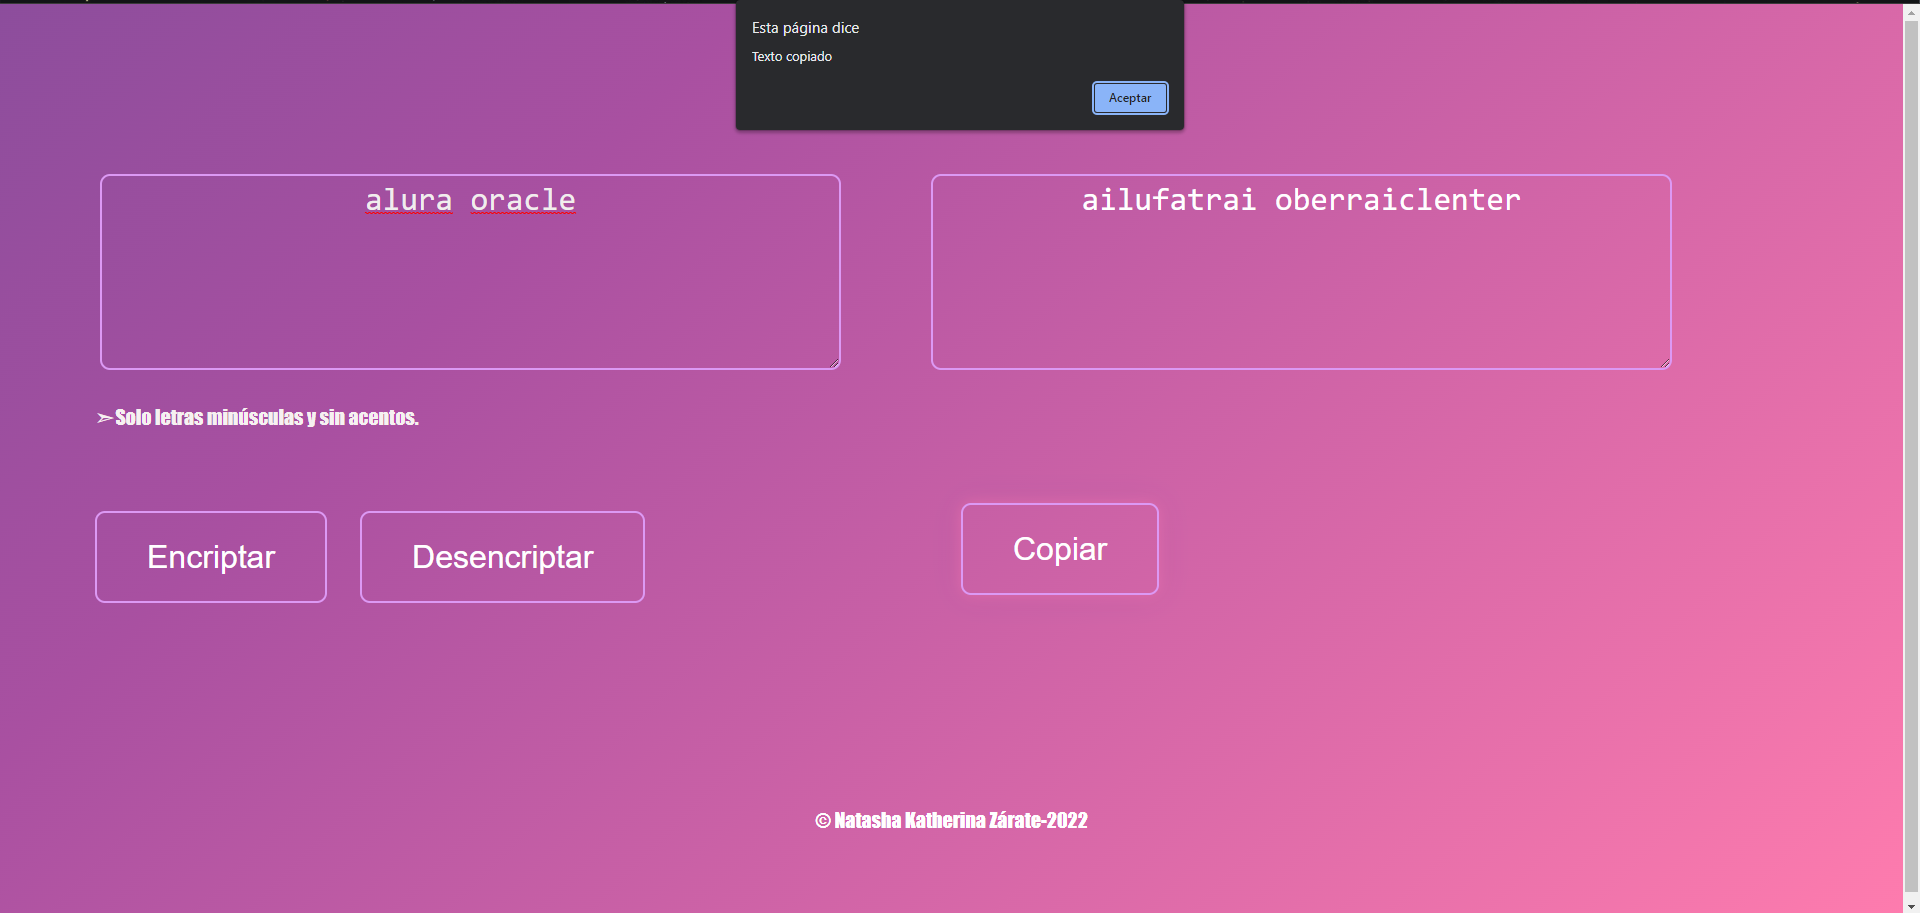 Esta página dice
Texto copiado
Aceptar
alura oracle
ailufatrai oberraiclenter
➢Solo letras minúsculas y sin acentos.
Encriptar
Desencriptar
Copiar
© Natasha Katherina Zárate-2022